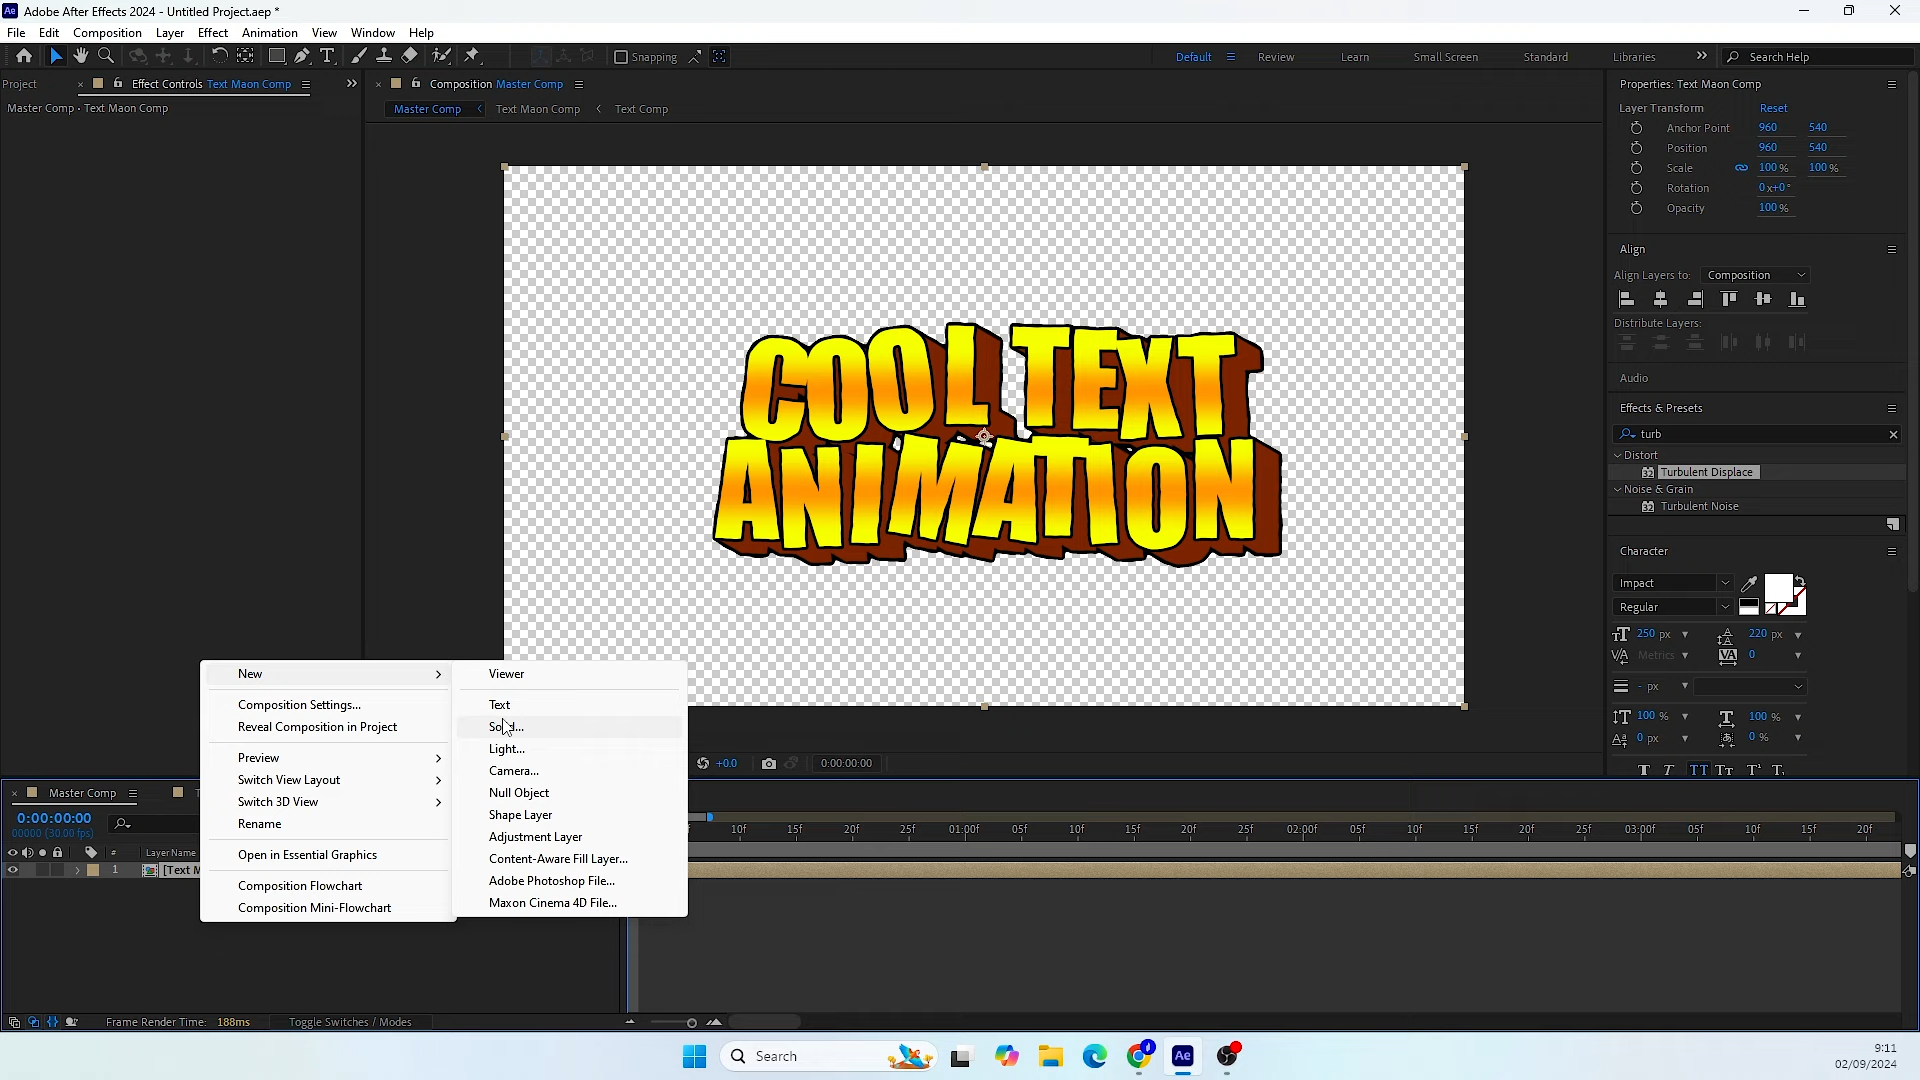 Adobe After Effects 2024 - Untitled Project.aep *
File Edit Composition Layer Effect Animation View Window Help
Snapping
Default Review Learn Small Screen Standard Libraries Search Help
Project Effect Controls Text Maon Comp
Composition Master Comp
Master Comp • Text Maon Comp
Master Comp Text Maon Comp Text Comp
Properties: Text Maon Comp
Layer Transform Reset
Anchor Point 960 540
Position 960 540
Scale 100 % 100 %
Rotation 0x+0°
Opacity 100 %
Align
Align Layers to: Composition
Distribute Layers:
Audio
Effects & Presets
turb
Distort
Turbulent Displace
Noise & Grain
Turbulent Noise
Character
Impact
Regular
250 px 220 px
Metrics 0
- px
100 % 100 %
0 px 0 %
COOL TEXT
ANIMATION
New
Composition Settings...
Reveal Composition in Project
Preview
Switch View Layout
Switch 3D View
Rename
Open in Essential Graphics
Composition Flowchart
Composition Mini-Flowchart
Viewer
Text
Light...
Camera...
Null Object
Shape Layer
Adjustment Layer
Content-Aware Fill Layer...
Adobe Photoshop File...
Maxon Cinema 4D File...
+0.0 0:00:00:00
Master Comp
0:00:00:00
00000 (30.00 fps)
# Layer Name
1 [Text M
10f 15f 20f 25f 01:00f 05f 10f 15f 20f 25f 02:00f 05f 10f 15f 20f 25f 03:00f 05f 10f 15f 20f
Frame Render Time: 188ms Toggle Switches / Modes
Search
9:11
02/09/2024